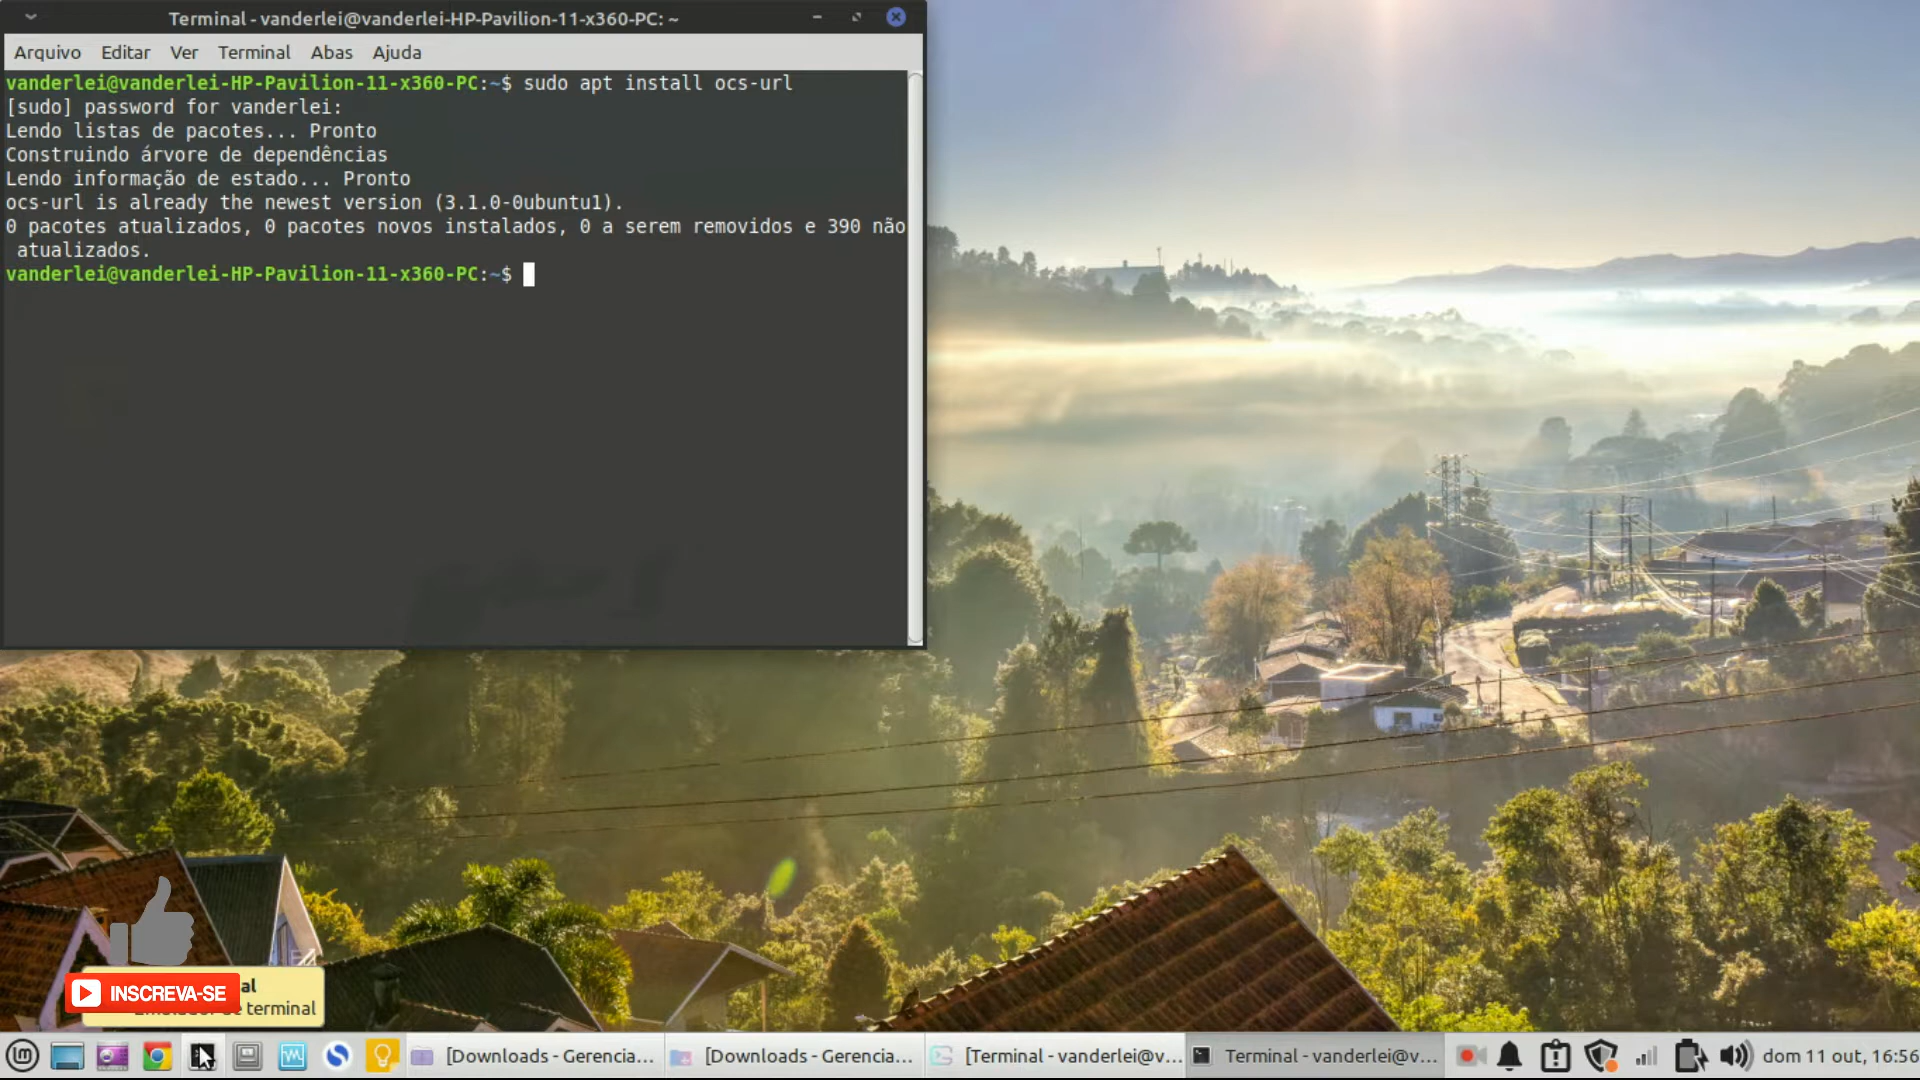 Terminal - vanderlei@vanderlei-HP-Pavilion-11-x360-PC: ~
Arquivo Editar Ver Terminal Abas Ajuda
vanderlei@vanderlei-HP-Pavilion-11-x360-PC:~$ sudo apt install ocs-url
[sudo] password for vanderlei:
Lendo listas de pacotes... Pronto
Construindo árvore de dependências
Lendo informação de estado... Pronto
ocs-url is already the newest version (3.1.0-0ubuntu1).
0 pacotes atualizados, 0 pacotes novos instalados, 0 a serem removidos e 390 não
atualizados.
vanderlei@vanderlei-HP-Pavilion-11-x360-PC:~$
al
INSCREVA-SE
terminal
[Downloads - Gerencia... [Downloads - Gerencia... [Terminal - vanderlei@v... Terminal - vanderlei@v... dom 11 out, 16:56